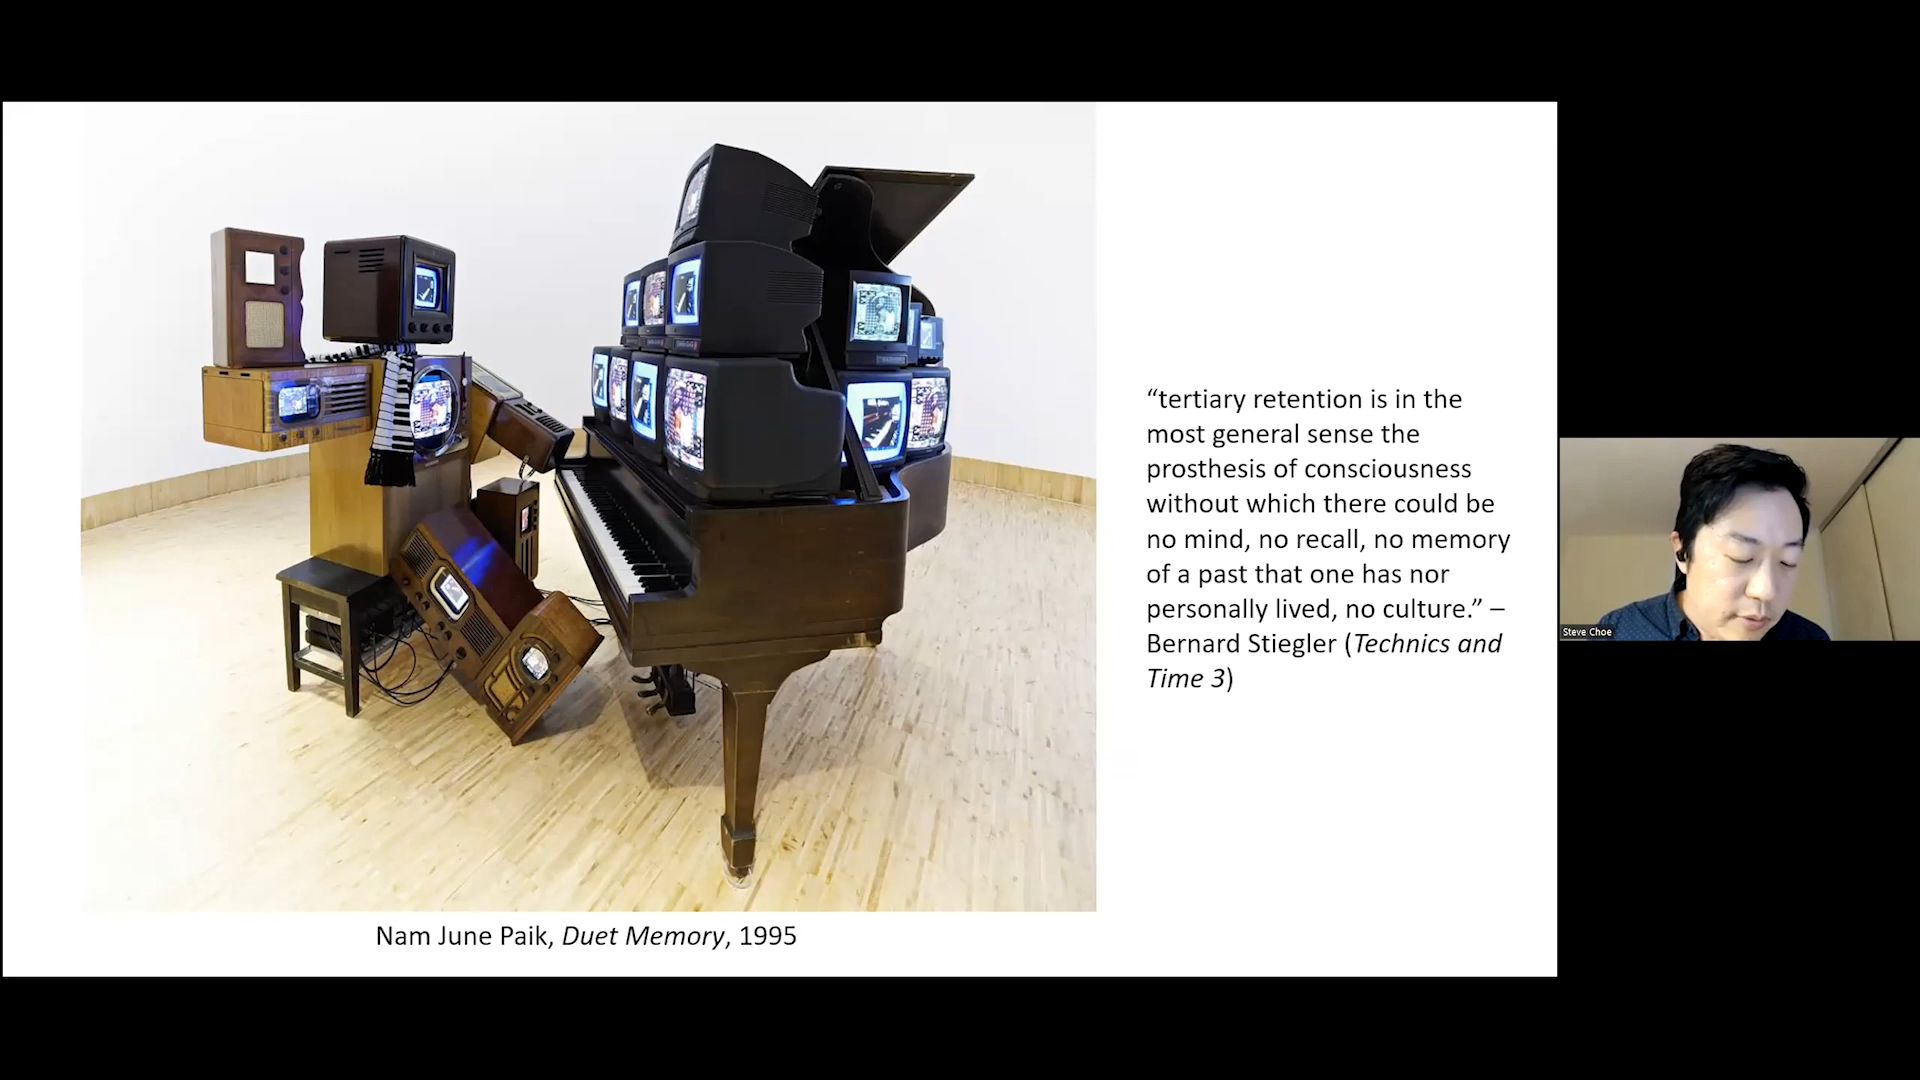 “tertiary retention is in the
most general sense the
prosthesis of consciousness
without which there could be
no mind, no recall, no memory
of a past that one has nor
personally lived, no culture.” –
Bernard Stiegler (Technics and
Time 3)
Steve Choe
Nam June Paik, Duet Memory, 1995